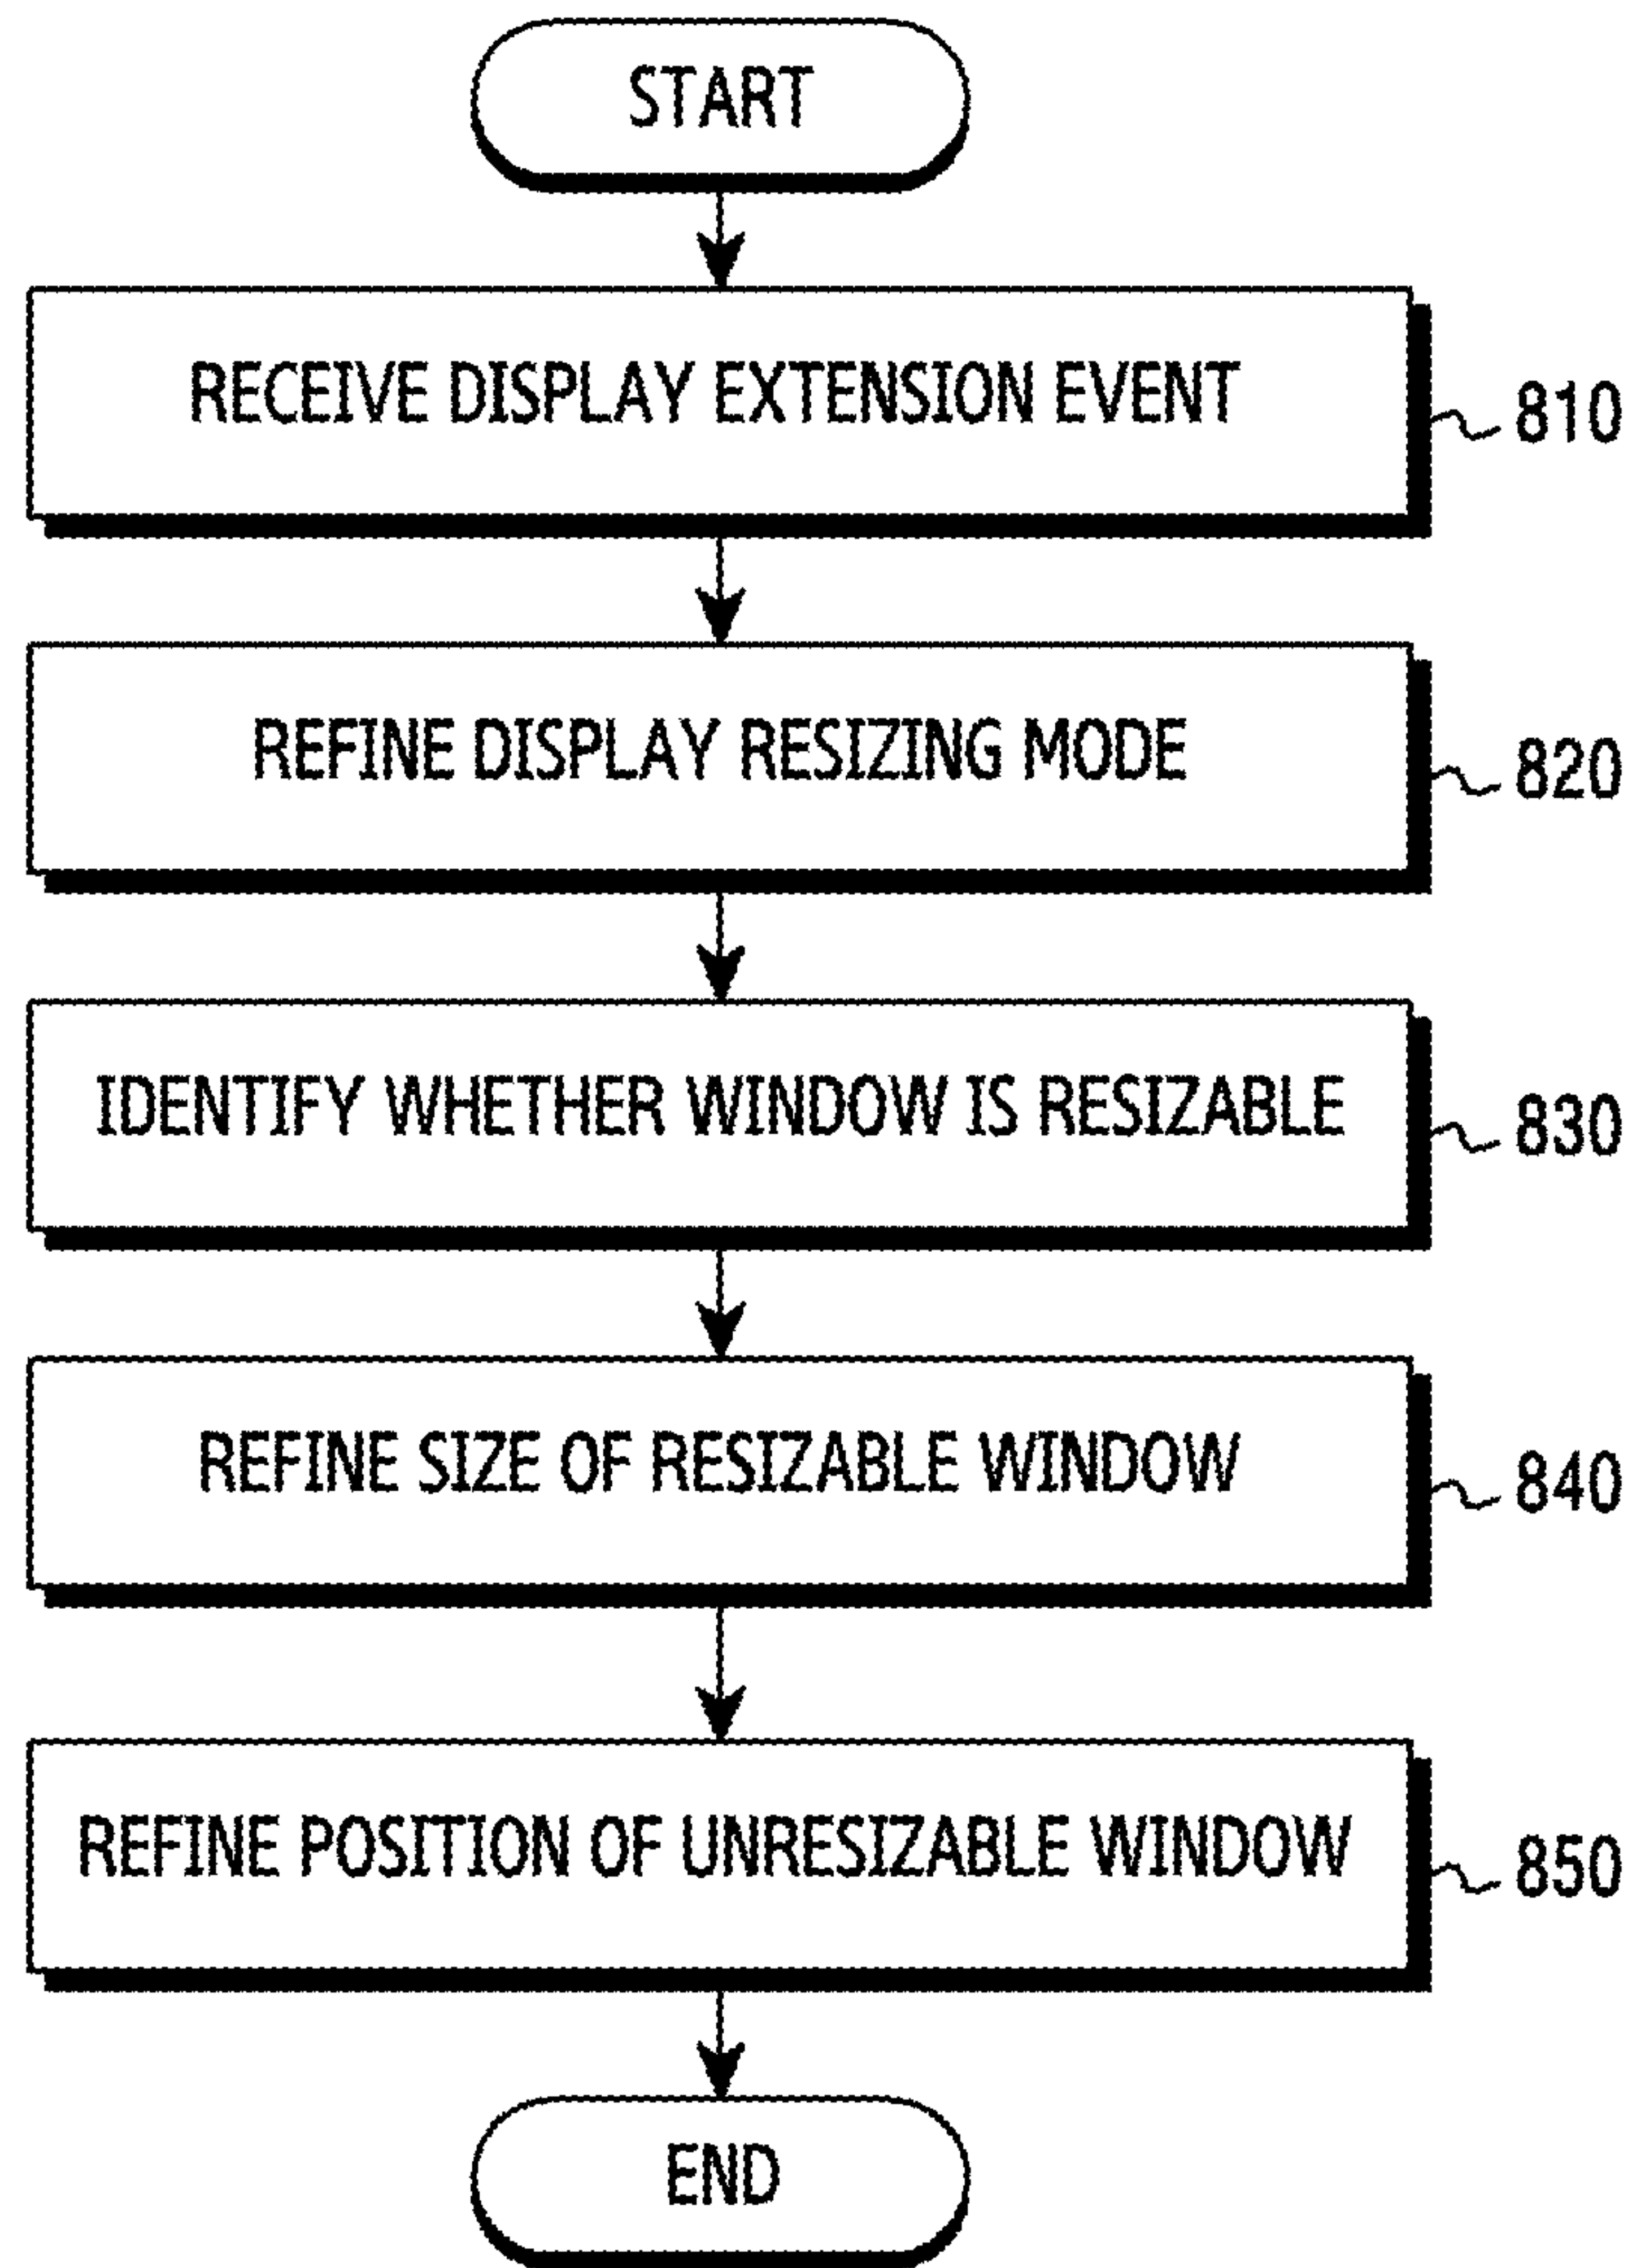 START
RECEIVE DISPLAY EXTENSION EVENT
810
REFINE DISPLAY RESIZING MODE
820
IDENTIFY WHETHER WINDOW IS RESIZABLE
830
REFINE SIZE OF RESIZABLE WINDOW
840
REFINE POSITION OF UNRESIZABLE WINDOW
850
END